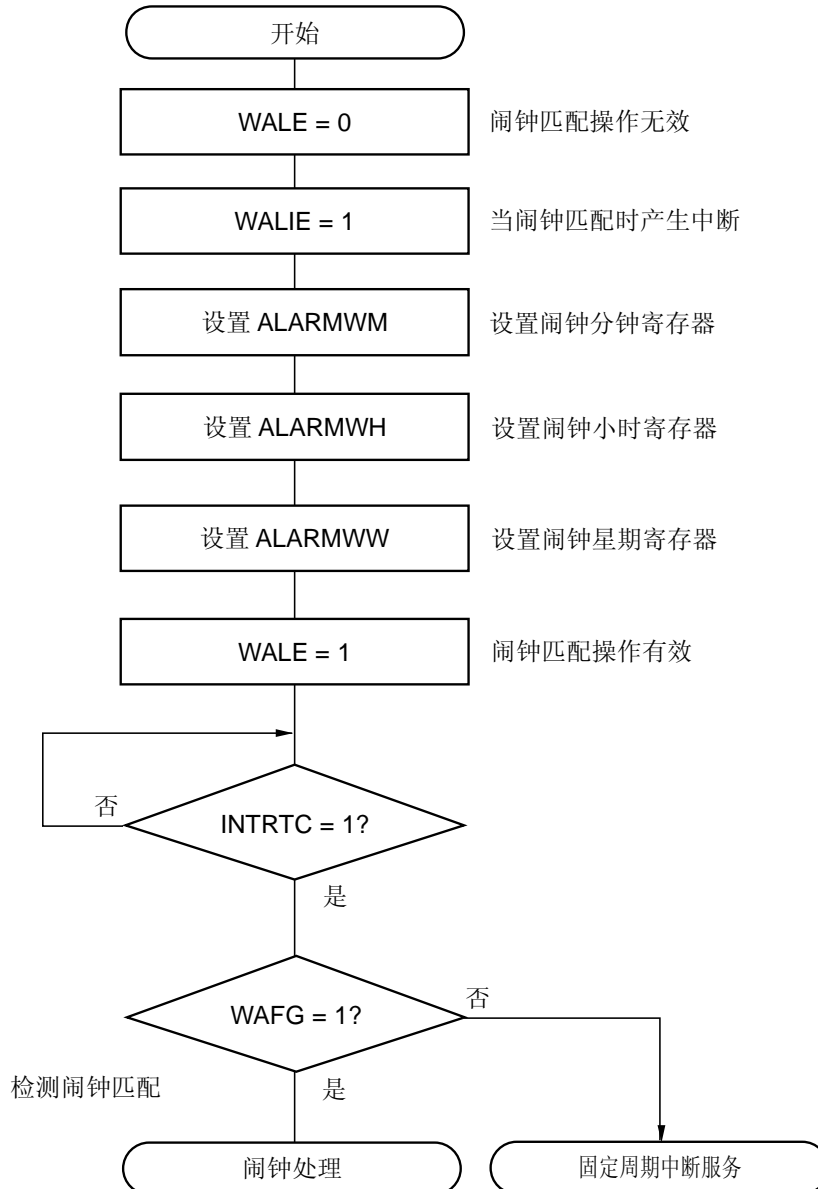 开始
WALE = 0
闹钟匹配操作无效
WALIE = 1
当闹钟匹配时产生中断
设置 ALARMWM
设置闹钟分钟寄存器
设置 ALARMWH
设置闹钟小时寄存器
设置 ALARMWW
设置闹钟星期寄存器
WALE = 1
闹钟匹配操作有效
否
INTRTC = 1?
是
否
WAFG = 1?
检测闹钟匹配
是
闹钟处理
固定周期中断服务